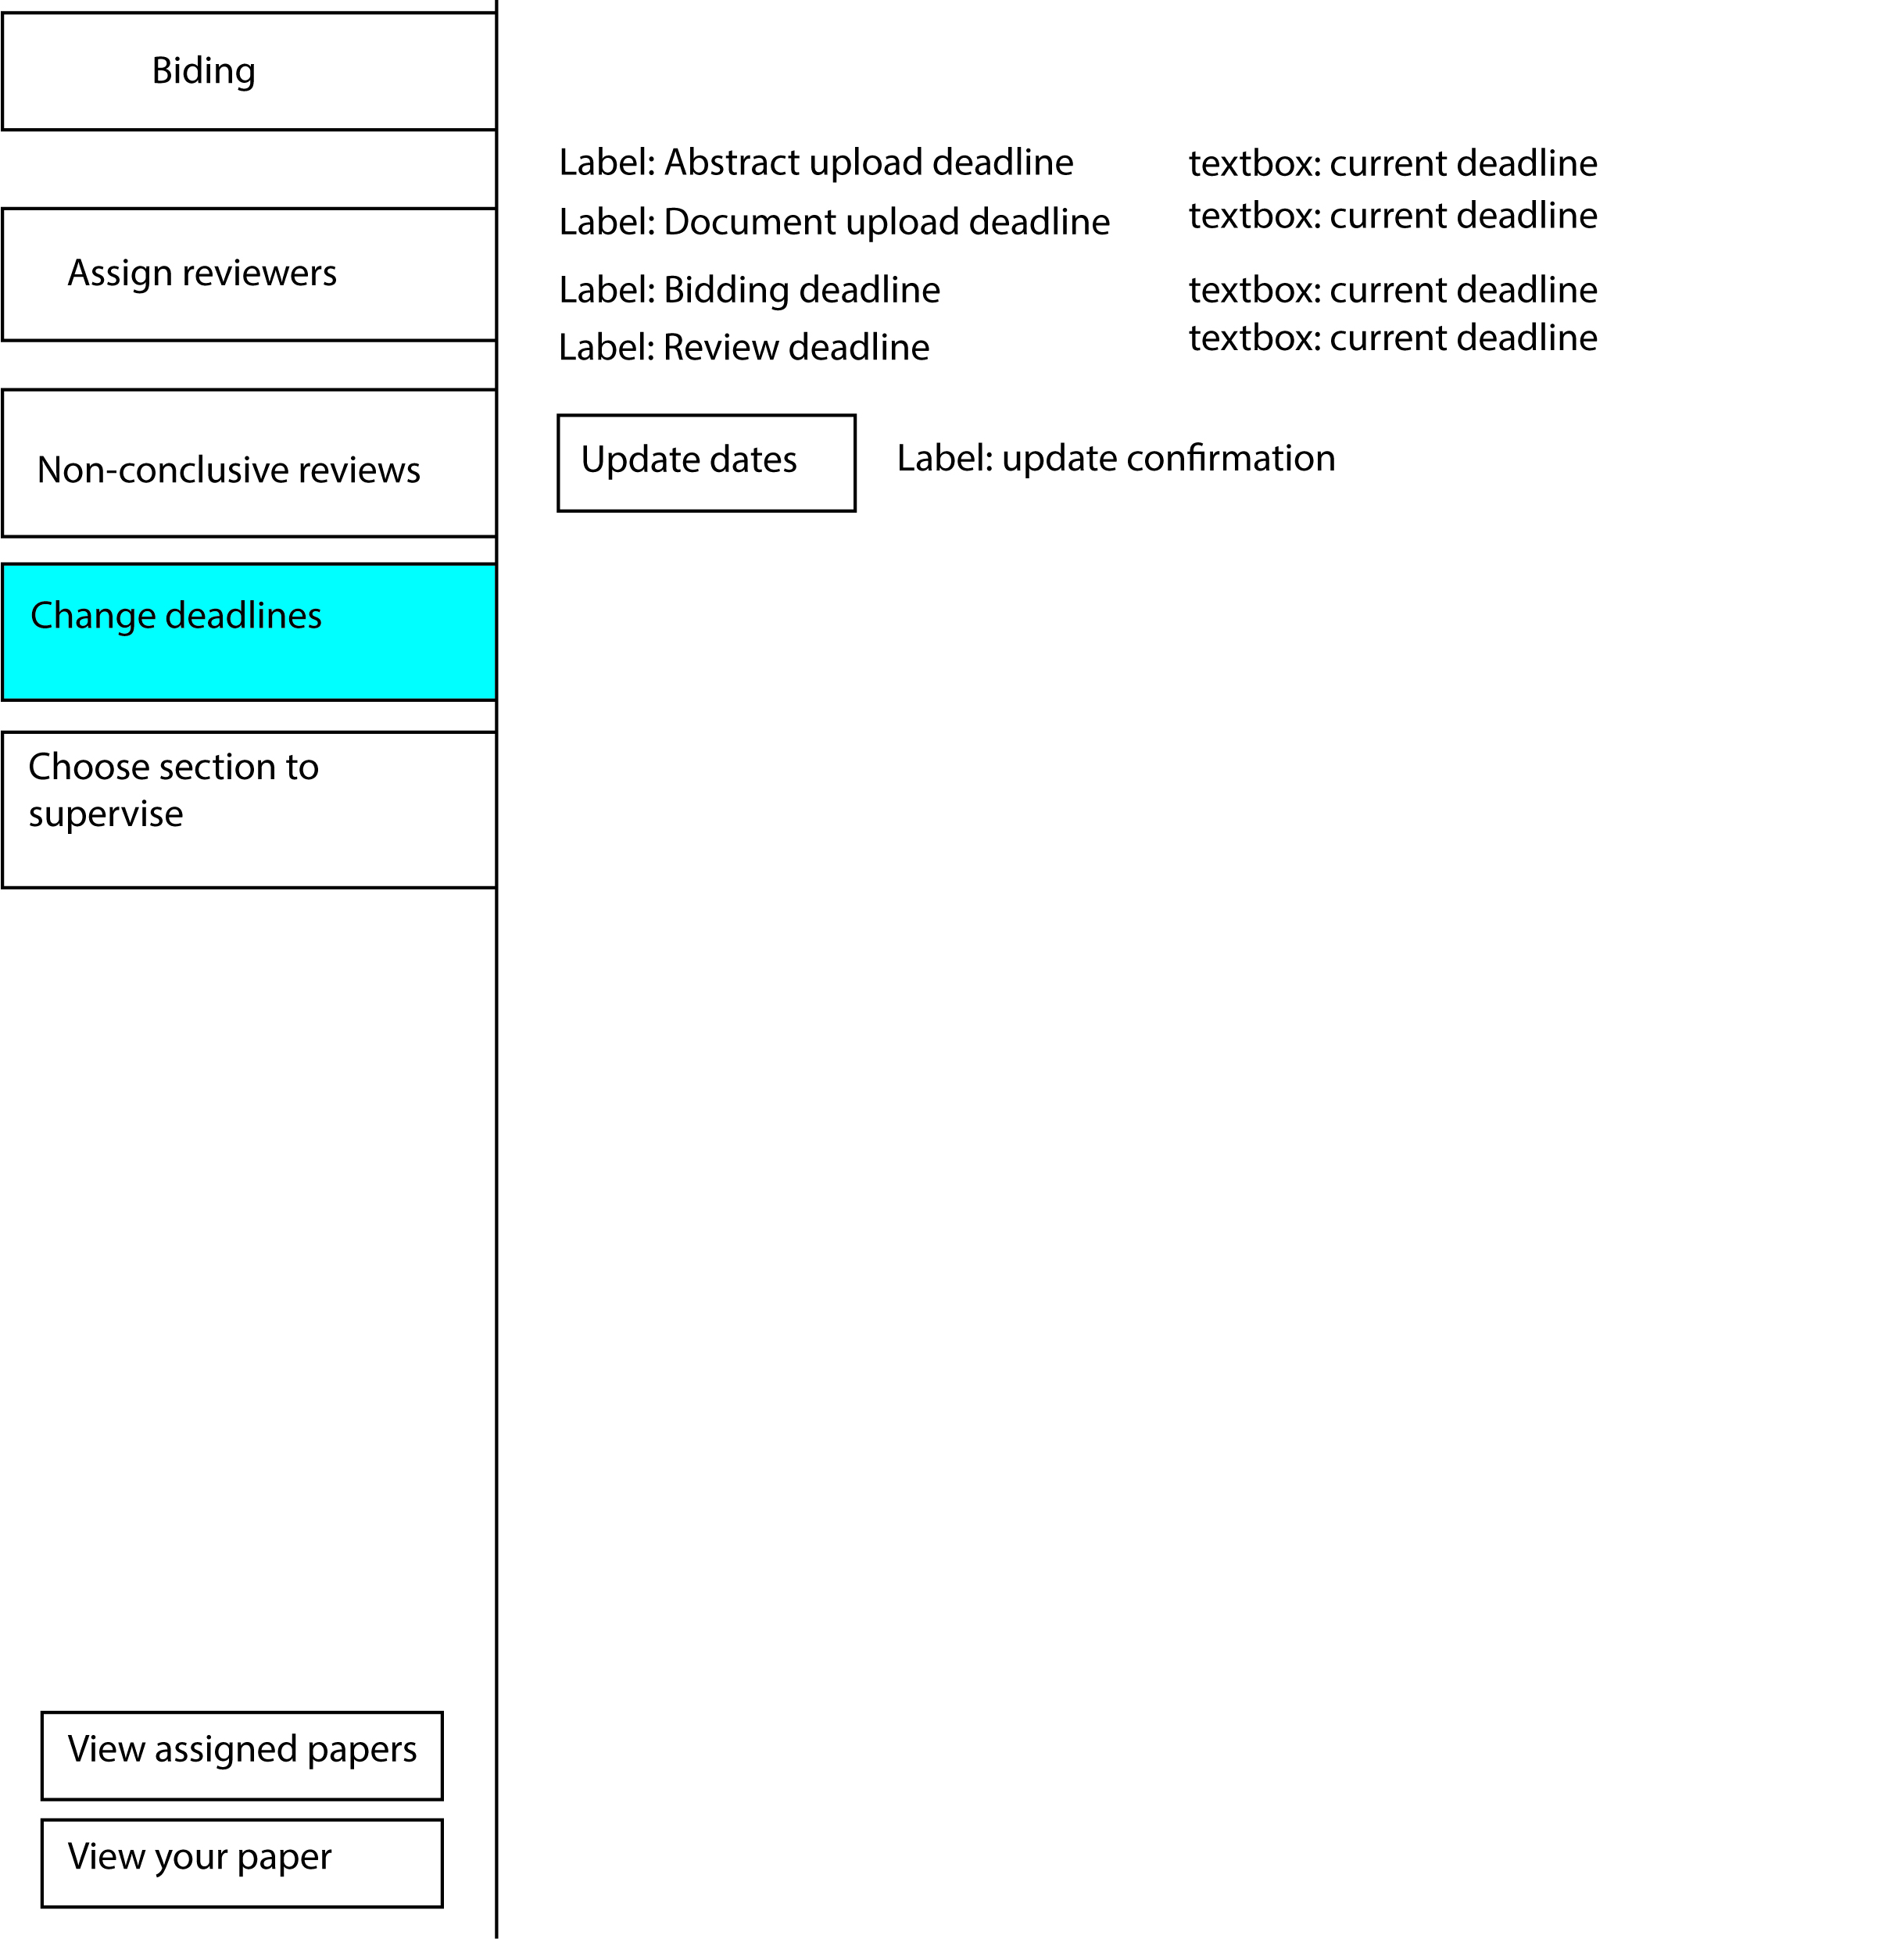 Biding
Assign reviewers
Non-conclusive reviews
Change deadlines
Choose section to
supervise
View assigned papers
View your paper
Label: Abstract upload deadline textbox: current deadline
Label: Document upload deadline textbox: current deadline
Label: Bidding deadline textbox: current deadline
Label: Review deadline textbox: current deadline
Update dates Label: update confirmation